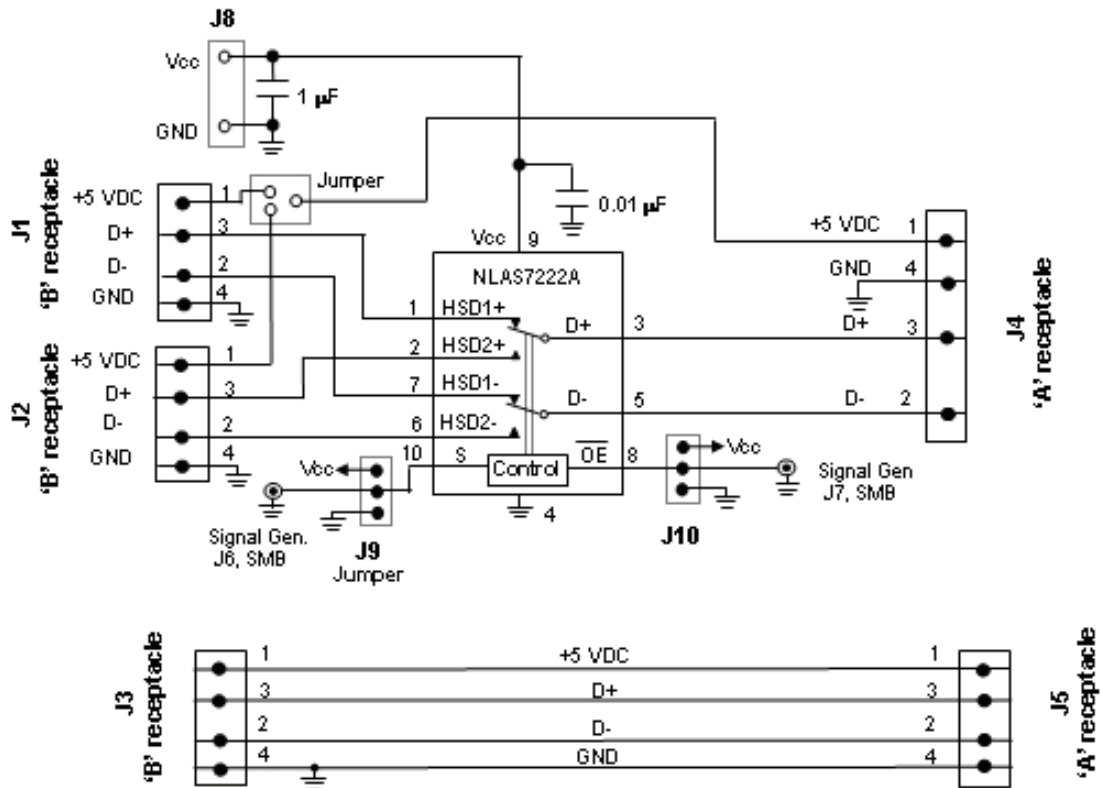 J8
Vcc
1 µF
GND
Jumper
J1
'B' receptacle
+5 VDC
1
D+
3
D-
2
GND
4
0.01 µF
Vcc
9
NLAS7222A
1
HSD1+
2
HSD2+
7
HSD1-
6
HSD2-
10
S
Control
OE
8
4
D+
3
D-
5
J2
'B' receptacle
+5 VDC
1
D+
3
D-
2
GND
4
+5 VDC
1
GND
4
D+
3
D-
2
J4
'A' receptacle
Vcc
Signal Gen.
J6, SMB
J9
Jumper
Vcc
J10
Signal Gen
J7, SMB
J3
'B' receptacle
1
+5 VDC
1
3
D+
3
2
D-
2
4
GND
4
J5
'A' receptacle